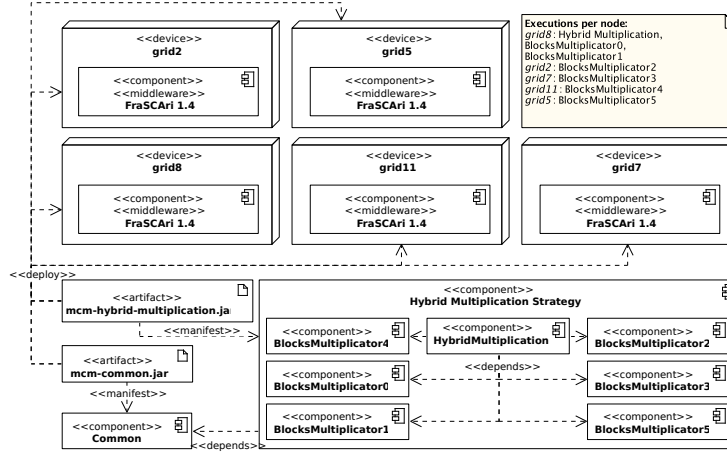 <<device>>
grid2
<<component>>
<<middleware>>
FraSCAri 1.4
<<device>>
grid5
<<component>>
<<middleware>>
FraSCAri 1.4
Executions per node:
grid8: Hybrid Multiplication,
BlocksMultiplicator0,
BlocksMultiplicator1
grid2: BlocksMultiplicator2
grid7: BlocksMultiplicator3
grid11: BlocksMultiplicator4
grid5: BlocksMultiplicator5
<<device>>
grid8
<<component>>
<<middleware>>
FraSCAri 1.4
<<device>>
grid11
<<component>>
<<middleware>>
FraSCAri 1.4
<<device>>
grid7
<<component>>
<<middleware>>
FraSCAri 1.4
<<deploy>>
<<artifact>>
mcm-hybrid-multiplication.ja
<<manifest>>
<<artifact>>
mcm-common.jar
<<manifest>>
<<component>>
Common
<<depends>>
<<component>>
Hybrid Multiplication Strategy
<<component>>
BlocksMultiplicator4
<<component>>
HybridMultiplication
<<component>>
BlocksMultiplicator2
<<depends>>
<<component>>
BlocksMultiplicator0
<<component>>
BlocksMultiplicator3
<<component>>
BlocksMultiplicator1
<<component>>
BlocksMultiplicator5